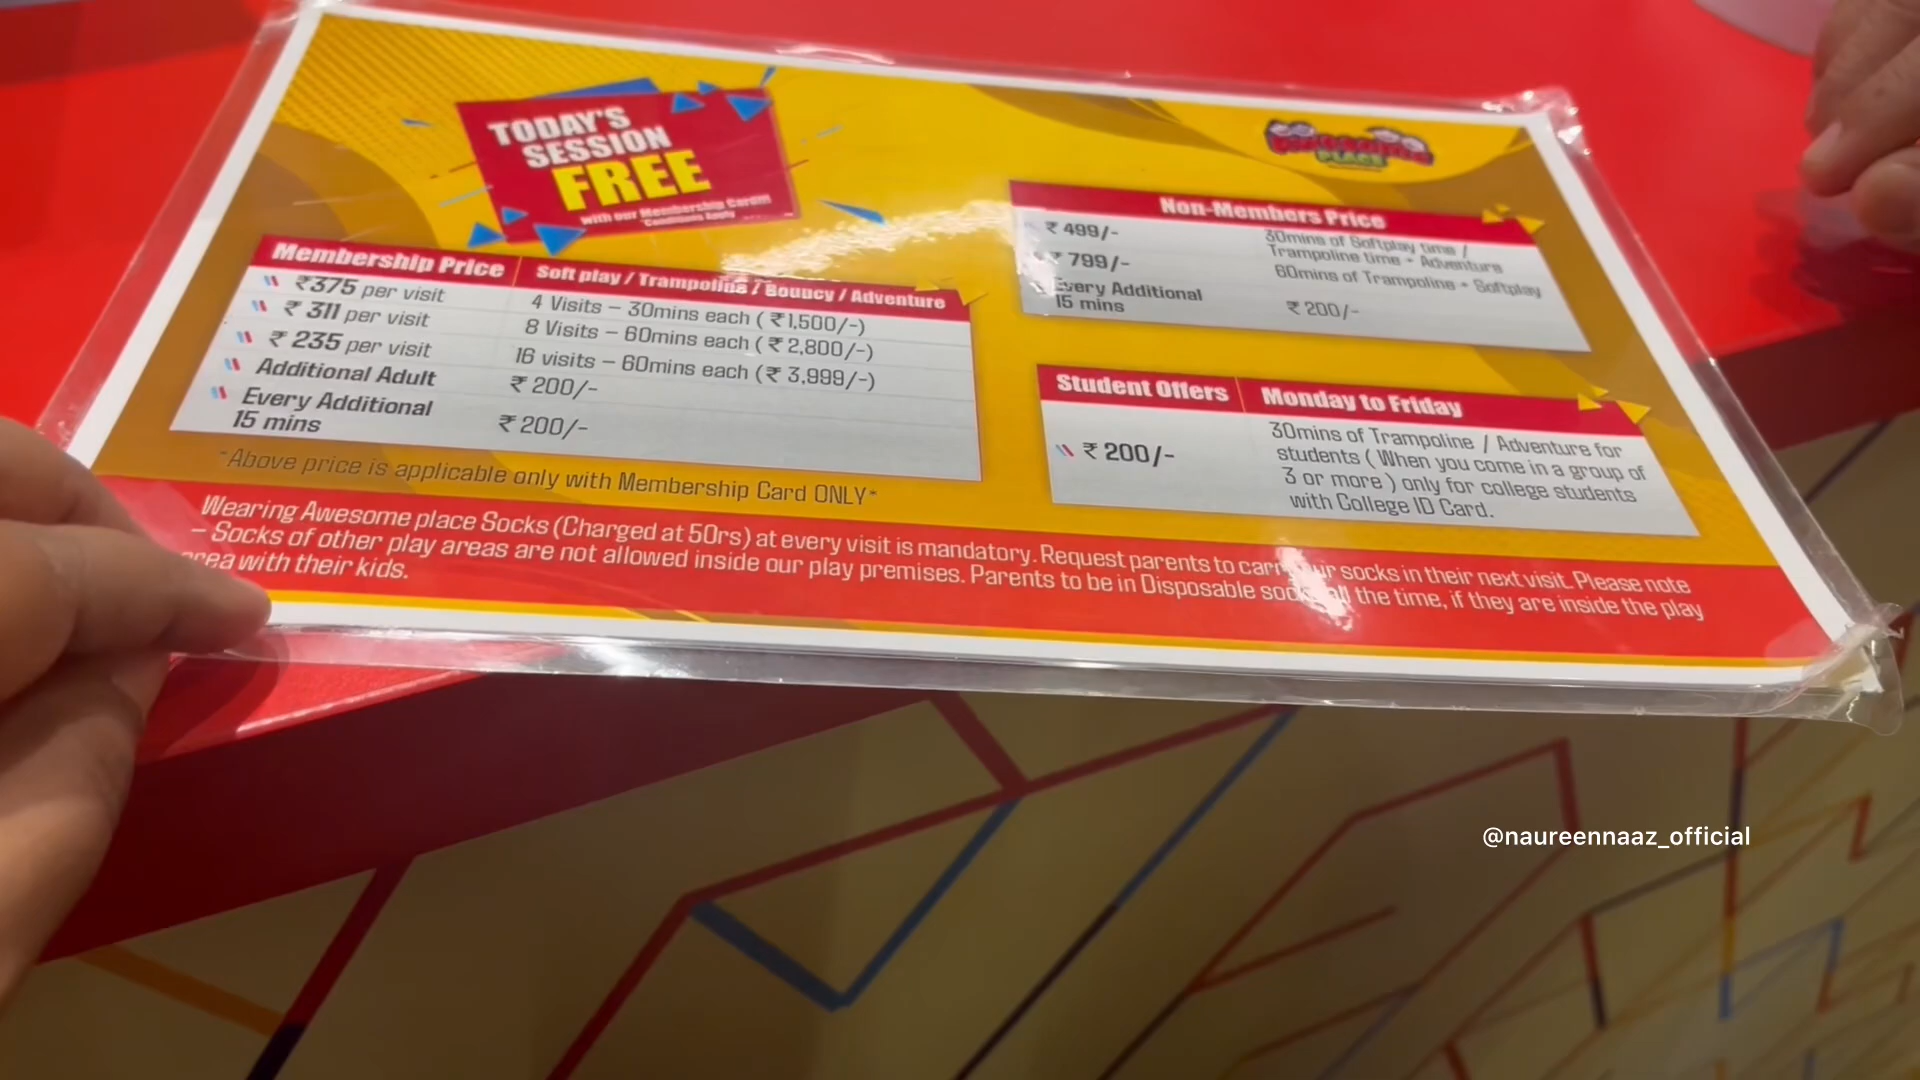 TODAY'S
SESSION
FREE
with our Membership Card!!!
*Conditions Apply
Membership Price
Soft play / Trampoline / Bouncy / Adventure
₹375 per visit
4 Visits – 30mins each ( ₹1,500/-)
₹ 311 per visit
8 Visits – 60mins each ( ₹ 2,800/-)
₹ 235 per visit
16 visits – 60mins each (₹ 3,999/-)
Additional Adult
₹ 200/-
Every Additional
15 mins
₹ 200/-
*Above price is applicable only with Membership Card ONLY*
PLACE
Non-Members Price
₹ 499/-
30mins of Softplay time /
Trampoline time + Adventure
₹ 799/-
60mins of Trampoline + Softplay
Every Additional
15 mins
₹ 200/-
Student Offers
Monday to Friday
₹ 200/-
30mins of Trampoline / Adventure for
students ( When you come in a group of
3 or more ) only for college students
with College ID Card.
Wearing Awesome place Socks (Charged at 50rs) at every visit is mandatory. Request parents to carry our socks in their next visit. Please note
– Socks of other play areas are not allowed inside our play premises. Parents to be in Disposable socks all the time, if they are inside the play
area with their kids.
@naureennaaz_official